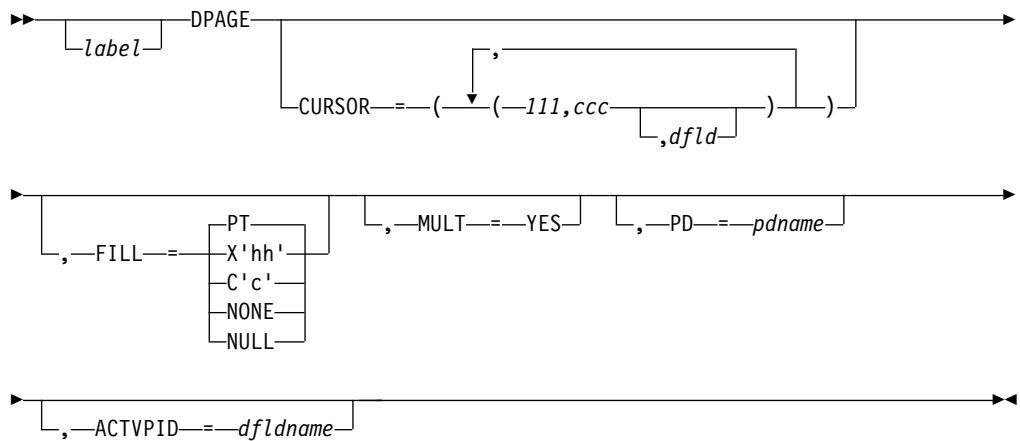 label DPAGE
,
CURSOR = ( ( 111,ccc ) )
,dfld
PT
, FILL = X'hh' , MULT = YES , PD = pdname
C'c'
NONE
NULL
, ACTVPID = dfldname